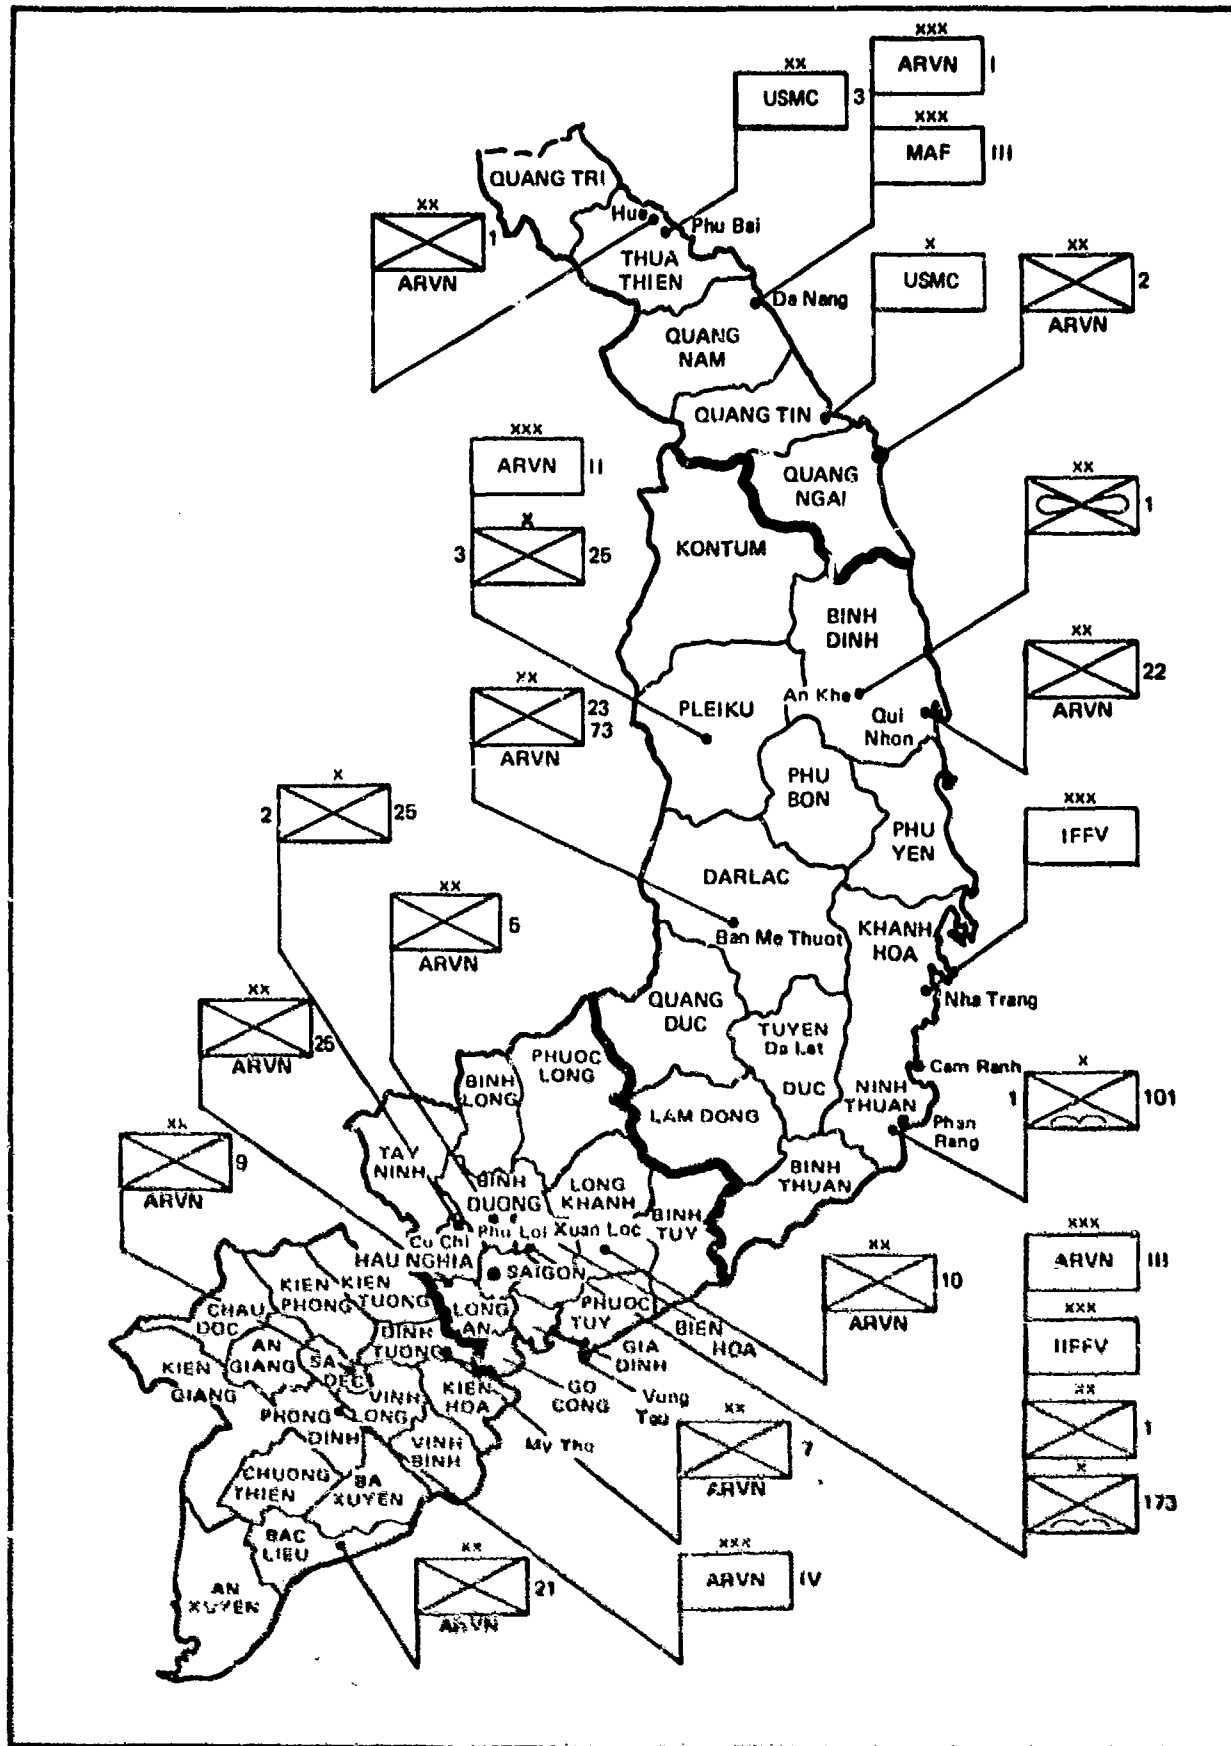 xxx
ARVN I
xx
USMC 3
xxx
MAF III
QUANG TRI
xx
1
ARVN
Hue
Phu Bai
THUA
THIEN
x
USMC
xx
2
ARVN
Da Nang
QUANG
NAM
QUANG TIN
xxx
ARVN II
QUANG
NGAI
xx
1
x
3 25
KONTUM
BINH
DINH
xx
22
ARVN
xx
23
73
ARVN
PLEIKU
An Khe
Qui
Nhon
PHU
BON
x
2 25
xxx
IFFV
PHU
YEN
DARLAC
xx
5
ARVN
Ban Me Thuot
KHANH
HOA
xx
25
ARVN
QUANG
DUC
Nha Trang
TUYEN
Da Lat
DUC
PHUOC
LONG
BINH
LONG
Cam Ranh
x
1 101
NINH
THUAN
LAM DONG
Phan
Rang
xx
9
ARVN
TAY
NINH
BINH
DUONG
LONG
KHANH
BINH
THUAN
BINH
TUY
Cu Chi
Phu Loi
Xuan Loc
HAU NGHIA
SAIGON
xxx
ARVN III
xx
10
ARVN
KIEN
PHONG
KIEN
TUONG
CHAU
DOC
LONG
AN
PHUOC
TUY
BIEN
HOA
xxx
IIFFV
DINH
TUONG
GIA
DINH
AN
GIANG
SA
DEC
KIEN
GIANG
VINH
LONG
KIEN
HOA
GO
CONG
Vung
Tau
xx
1
PHONG
DINH
VINH
BINH
My Tho
xx
7
ARVN
x
173
CHUONG
THIEN
BA
XUYEN
BAC
LIEU
xx
21
ARVN
xxx
ARVN IV
AN
XUYEN